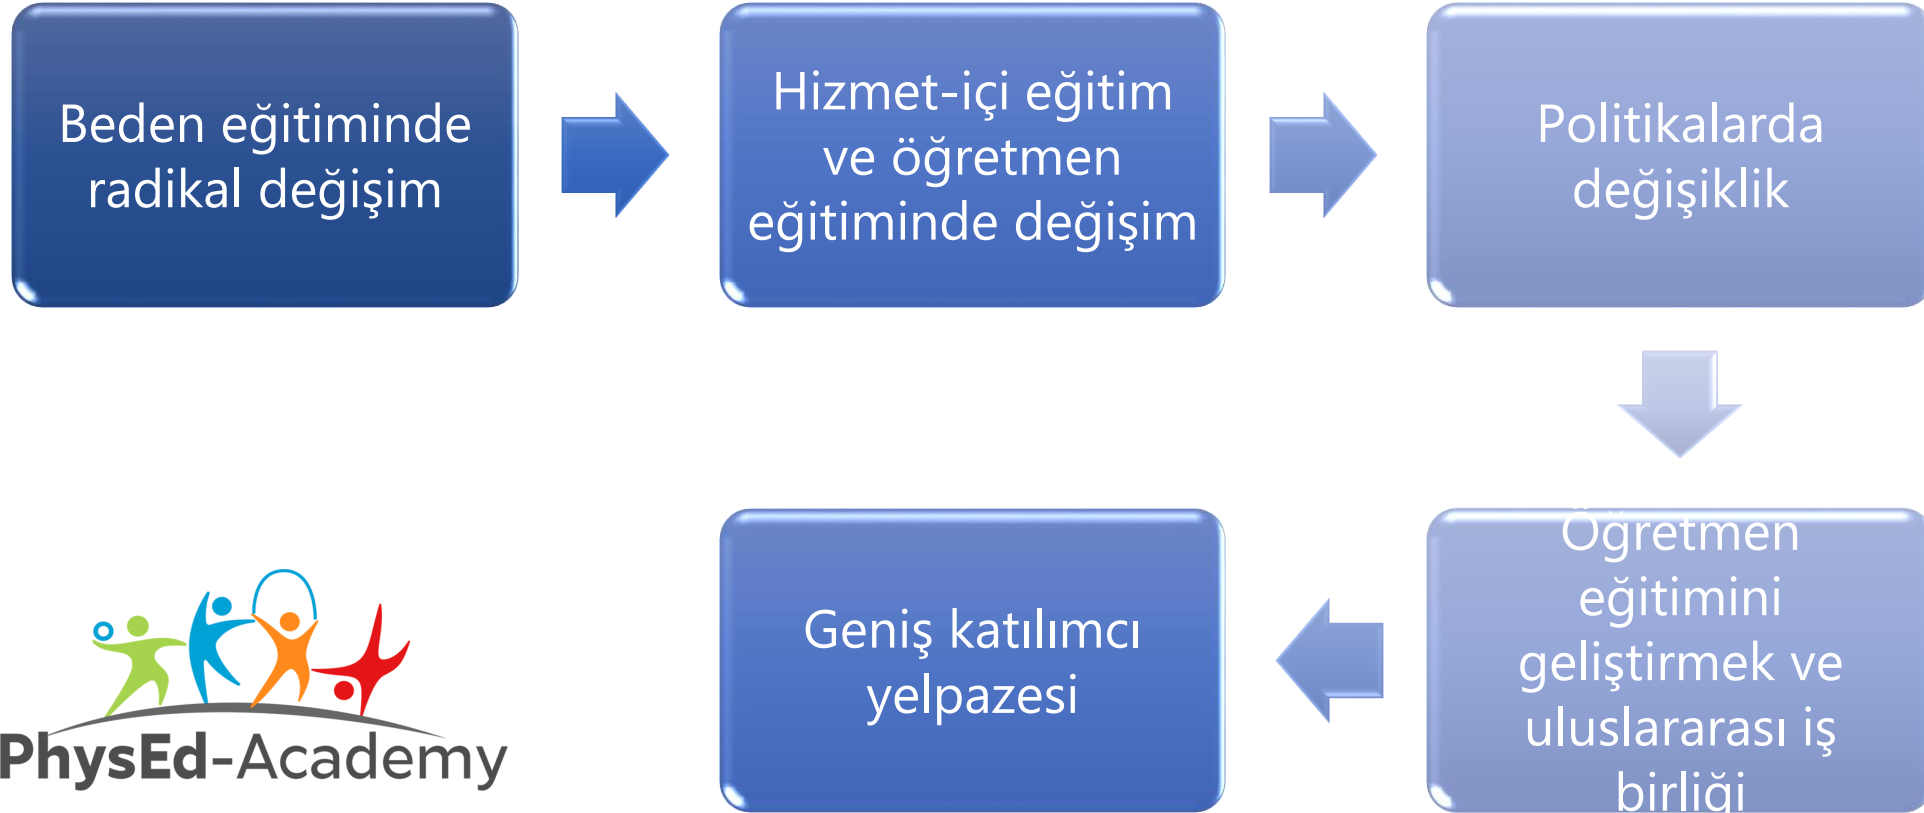 Beden eğitiminde
radikal değişim
Hizmet-içi eğitim
ve öğretmen
eğitiminde değişim
Politikalarda
değişiklik
Öğretmen
eğitimini
geliştirmek ve
uluslararası iş
birliği
Geniş katılımcı
yelpazesi
PhysEd-Academy